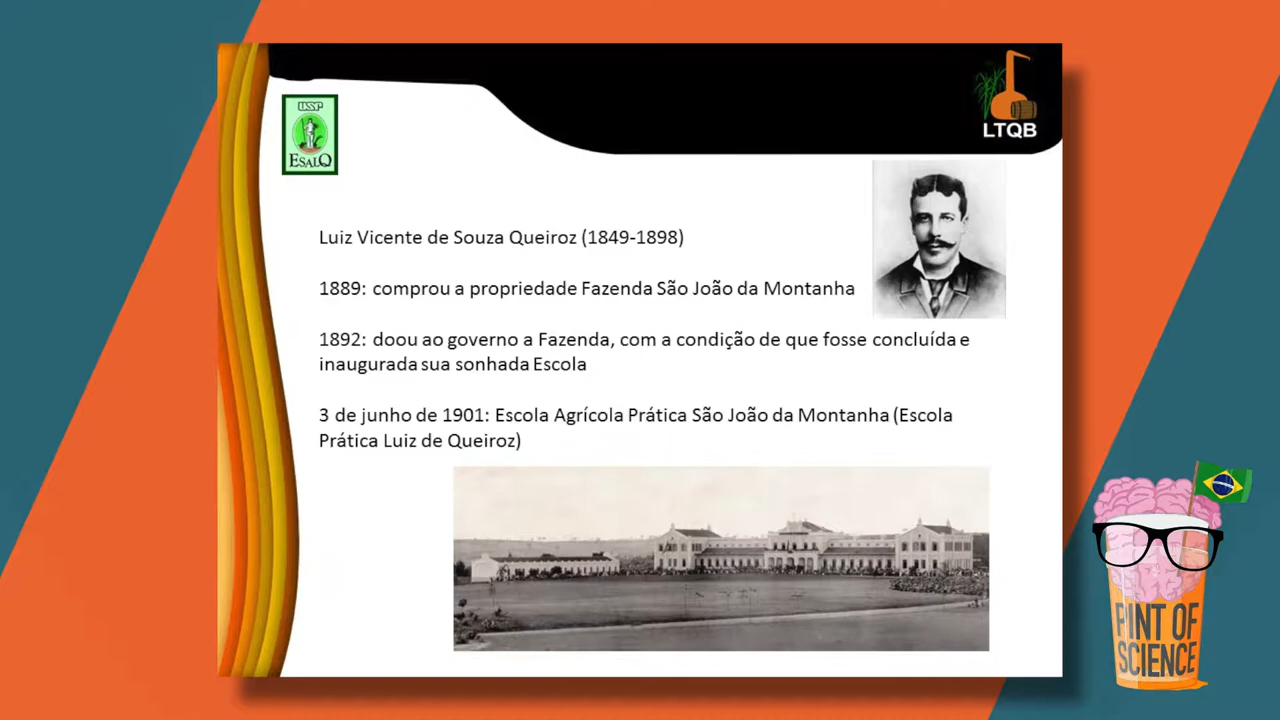 USP
ESALQ
LTQB
Luiz Vicente de Souza Queiroz (1849-1898)
1889: comprou a propriedade Fazenda São João da Montanha
1892: doou ao governo a Fazenda, com a condição de que fosse concluída e
inaugurada sua sonhada Escola
3 de junho de 1901: Escola Agrícola Prática São João da Montanha (Escola
Prática Luiz de Queiroz)
PINT OF
SCIENCE